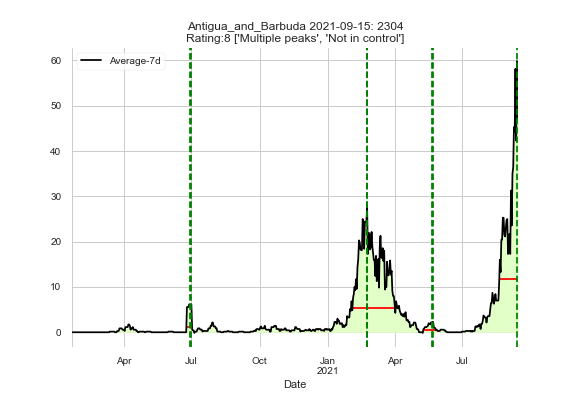 Antigua_and_Barbuda 2021-09-15: 2304
Rating:8 ['Multiple peaks', 'Not in control']
Average-7d
60
50
40
30
20
10
0
Apr
Jul
Oct
Jan
2021
Apr
Jul
Date